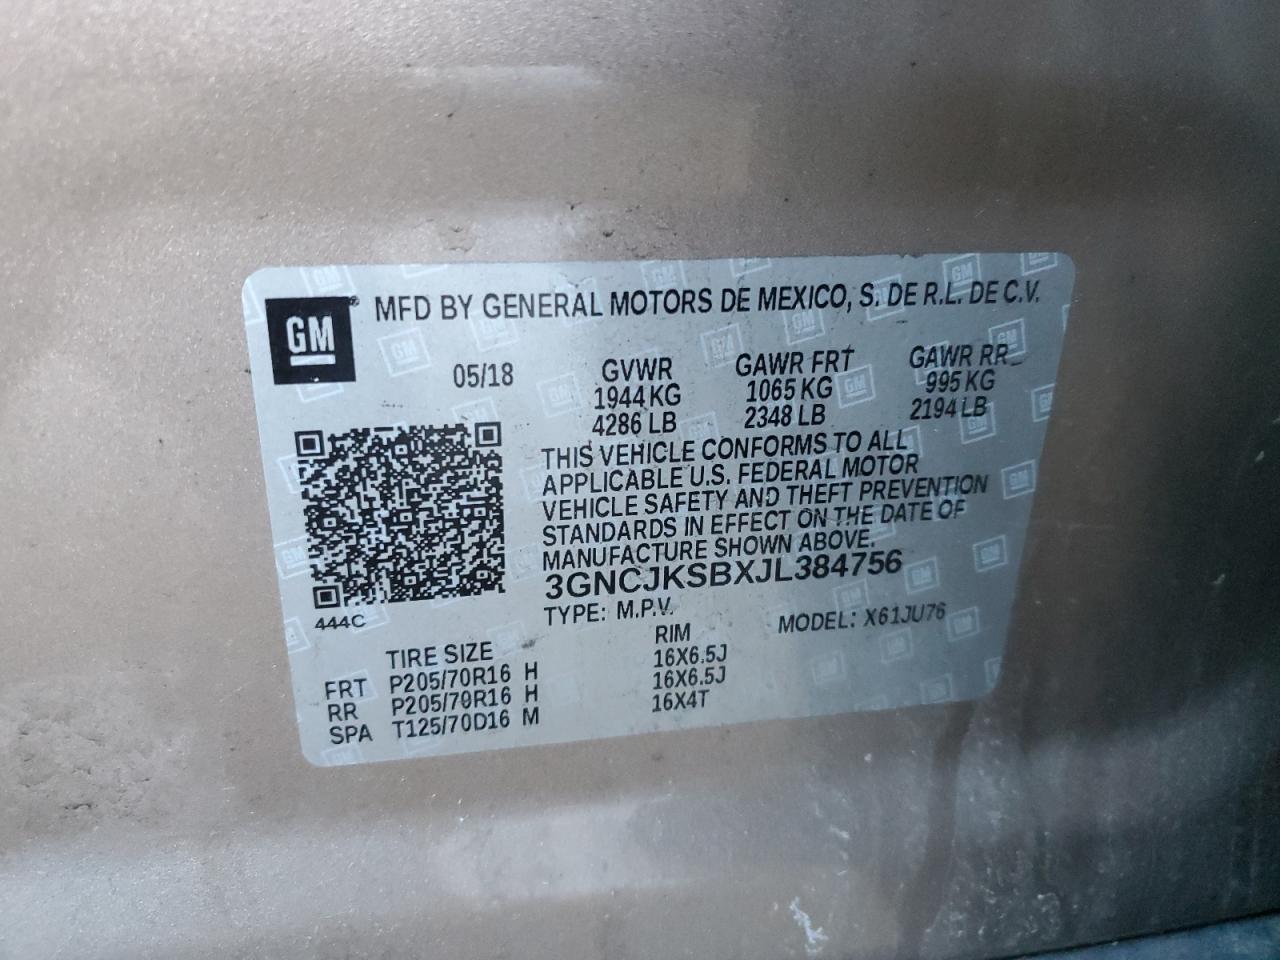 GM
MFD BY GENERAL MOTORS DE MEXICO, S. DE R.L. DE C.V.
05/18 GVWR GAWR FRT GAWR RR
1944 KG 1065 KG 995 KG
4286 LB 2348 LB 2194 LB
THIS VEHICLE CONFORMS TO ALL
APPLICABLE U.S. FEDERAL MOTOR
VEHICLE SAFETY AND THEFT PREVENTION
STANDARDS IN EFFECT ON THE DATE OF
MANUFACTURE SHOWN ABOVE.
3GNCJKSBXJL384756
444C TYPE: M.P.V. MODEL: X61JU76
TIRE SIZE RIM
FRT P205/70R16 H 16X6.5J
RR P205/70R16 H 16X6.5J
SPA T125/70D16 M 16X4T